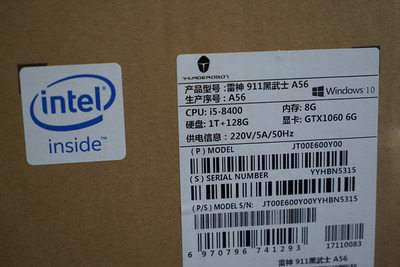 intel
inside™
THUNDEROBOT
产品型号: 雷神 911黑武士 A56
生产序号: A56
Windows 10
CPU: i5-8400
内存: 8G
硬盘: 1T+128G
显卡: GTX1060 6G
供电信息: 220V/5A/50Hz
(P) MODEL
JT00E600Y00
(S) SERIAL NUMBER
YYHBN5315
(P/S) MODEL S/N:
JT00E600Y00YYHBN5315
6 970796 741293
17110083
雷神 911黑武士 A56